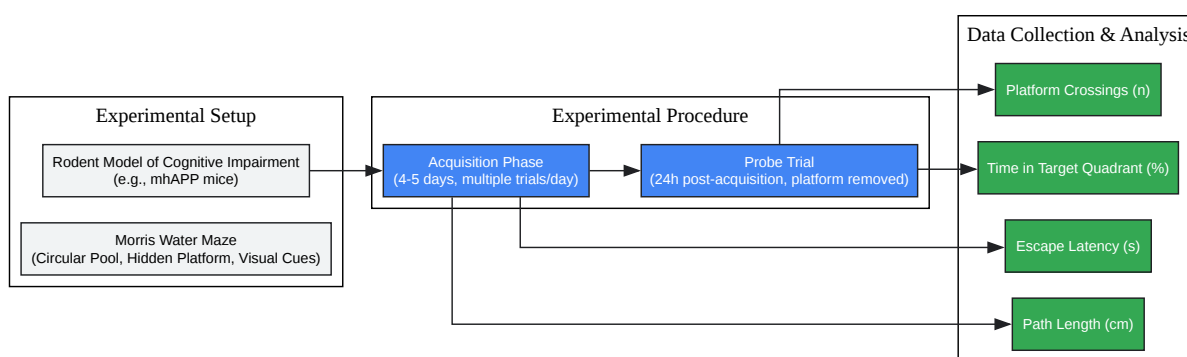 Experimental Setup
Rodent Model of Cognitive Impairment
(e.g., mhAPP mice)
Morris Water Maze
(Circular Pool, Hidden Platform, Visual Cues)
Experimental Procedure
Acquisition Phase
(4-5 days, multiple trials/day)
Probe Trial
(24h post-acquisition, platform removed)
Data Collection & Analysis
Platform Crossings (n)
Time in Target Quadrant (%)
Escape Latency (s)
Path Length (cm)